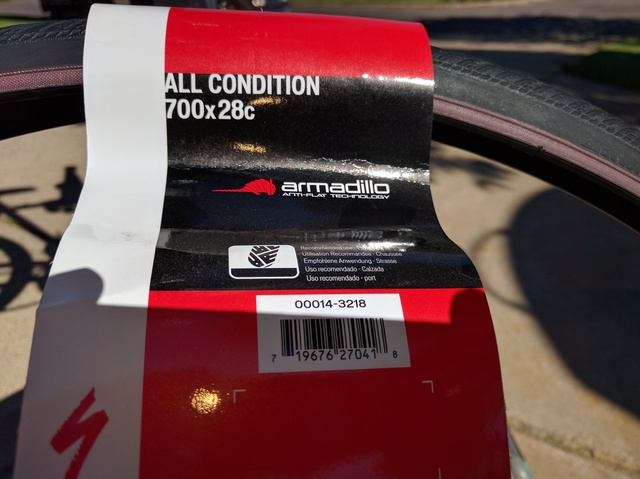 ALL CONDITION
700x28c
armadillo
ANTI-FLAT TECHNOLOGY
Utilisation Recommandée - Chaussée
Empfohlene Anwendung - Strasse
Uso recomendado - Calzada
Uso recomendado - port
00014-3218
7 19676 27041 8